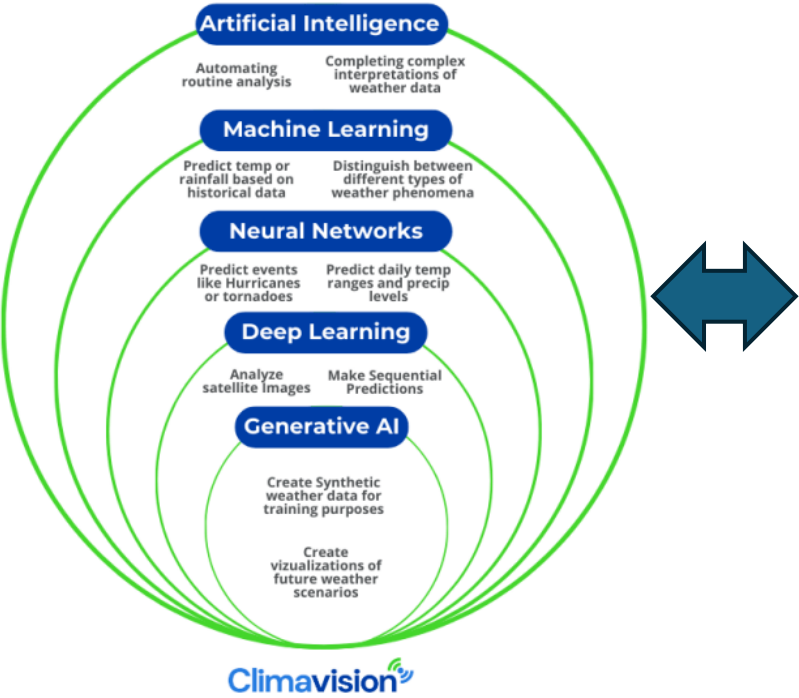 Artificial Intelligence
Automating
routine analysis
Completing complex
interpretations of
weather data
Machine Learning
Predict temp or
rainfall based on
historical data
Distinguish between
different types of
weather phenomena
Neural Networks
Predict events
like Hurricanes
or tornadoes
Predict daily temp
ranges and precip
levels
Deep Learning
Analyze
satellite Images
Make Sequential
Predictions
Generative AI
Create Synthetic
weather data for
training purposes
Create
vizualizations of
future weather
scenarios
Climavision